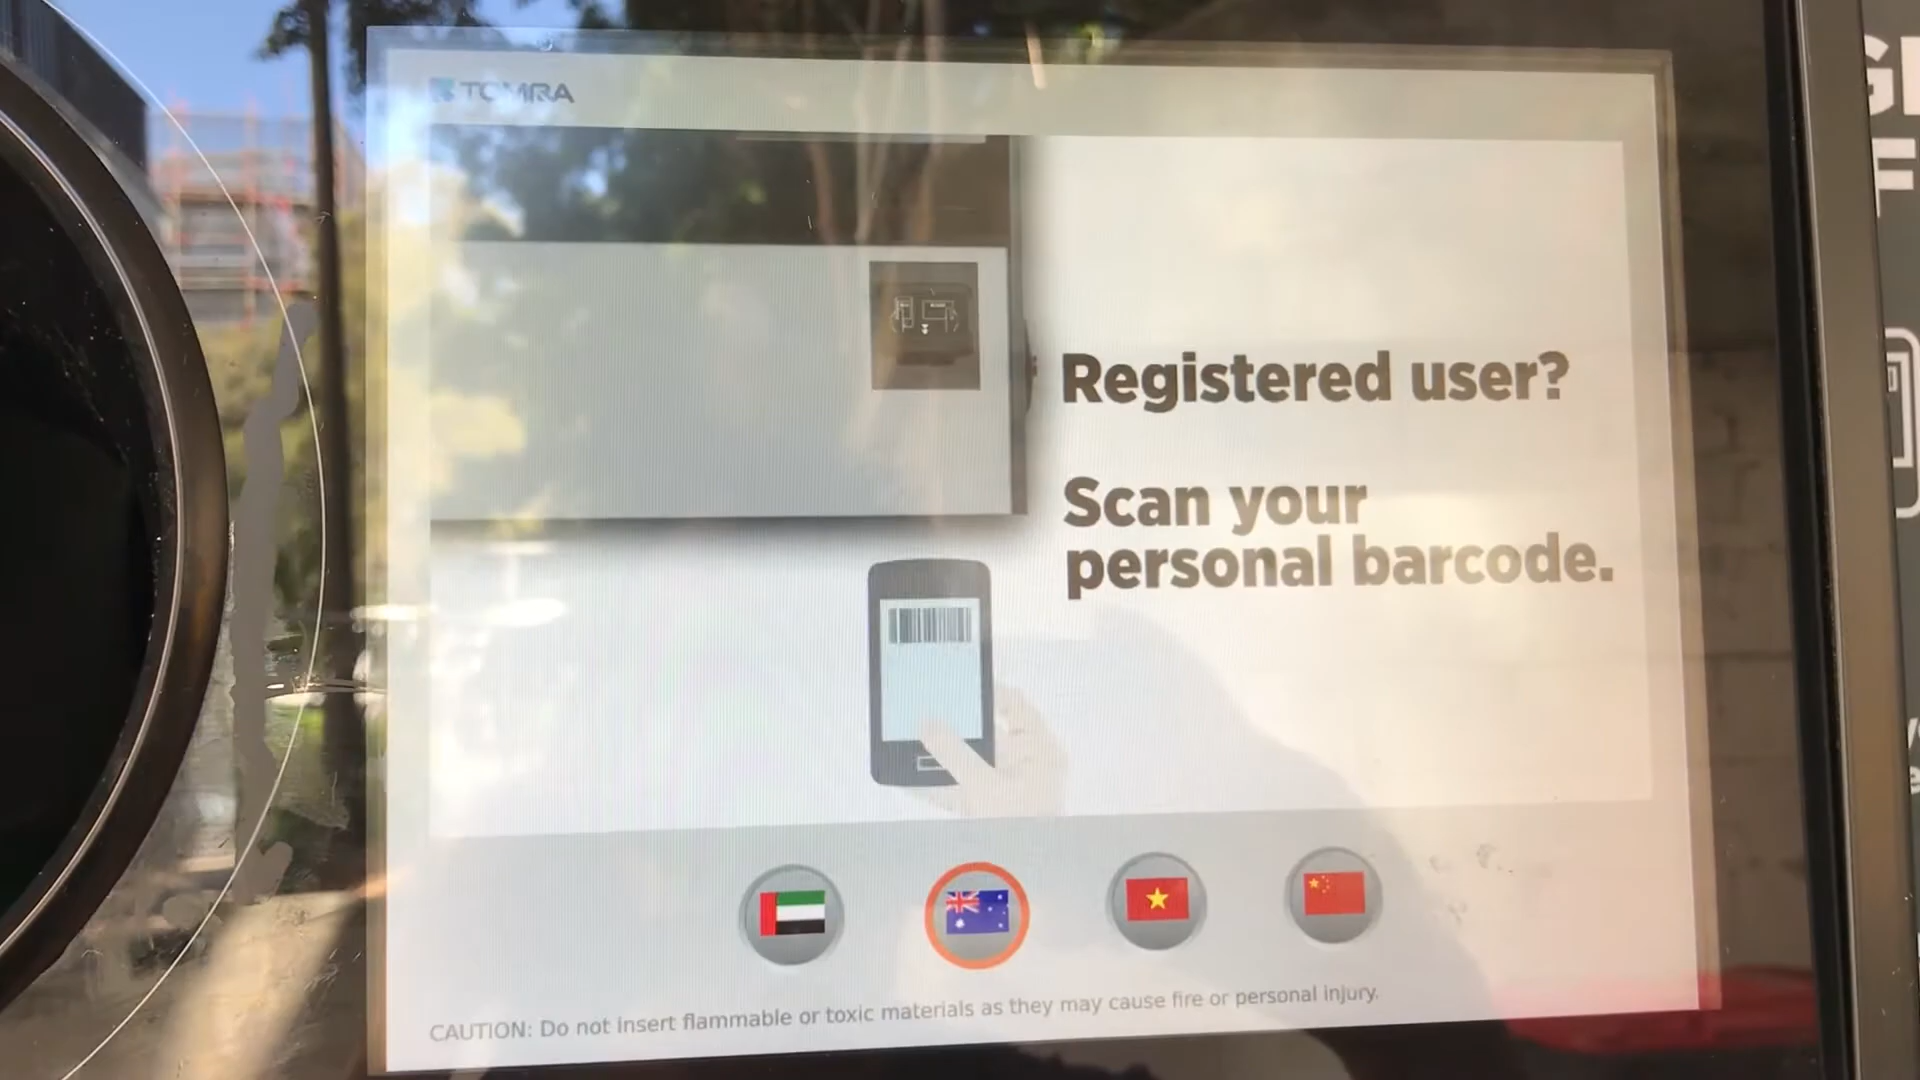 TOMRA
Registered user?
Scan your
personal barcode.
CAUTION: Do not insert flammable or toxic materials as they may cause fire or personal injury.